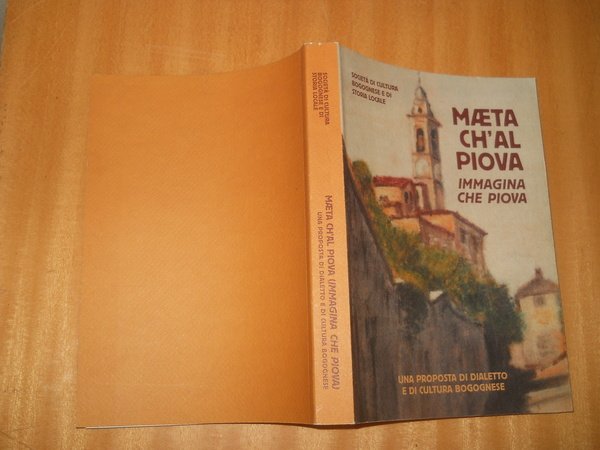 SOCIETÀ DI CULTURA
BOGOGNESE E DI
STORIA LOCALE
MÆTA CH'AL PIOVA (IMMAGINA CHE PIOVA)
UNA PROPOSTA DI DIALETTO E DI CULTURA BOGOGNESE
SOCIETÀ DI CULTURA
BOGOGNESE E DI
STORIA LOCALE
MÆTA
CH'AL
PIOVA
IMMAGINA
CHE PIOVA
UNA PROPOSTA DI DIALETTO
E DI CULTURA BOGOGNESE